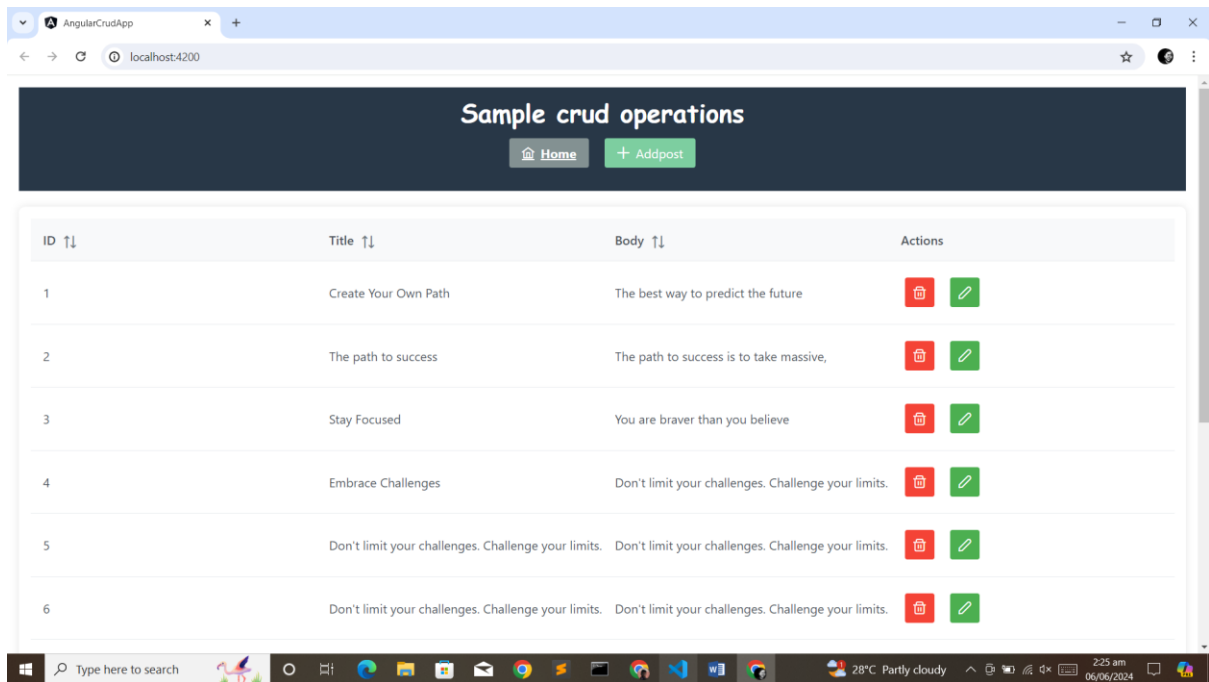 AngularCrudApp
localhost:4200
Sample crud operations
Home Addpost
ID Title Body Actions
1 Create Your Own Path The best way to predict the future
2 The path to success The path to success is to take massive,
3 Stay Focused You are braver than you believe
4 Embrace Challenges Don't limit your challenges. Challenge your limits.
5 Don't limit your challenges. Challenge your limits. Don't limit your challenges. Challenge your limits.
6 Don't limit your challenges. Challenge your limits. Don't limit your challenges. Challenge your limits.
Type here to search 28°C Partly cloudy 2:25 am
06/06/2024